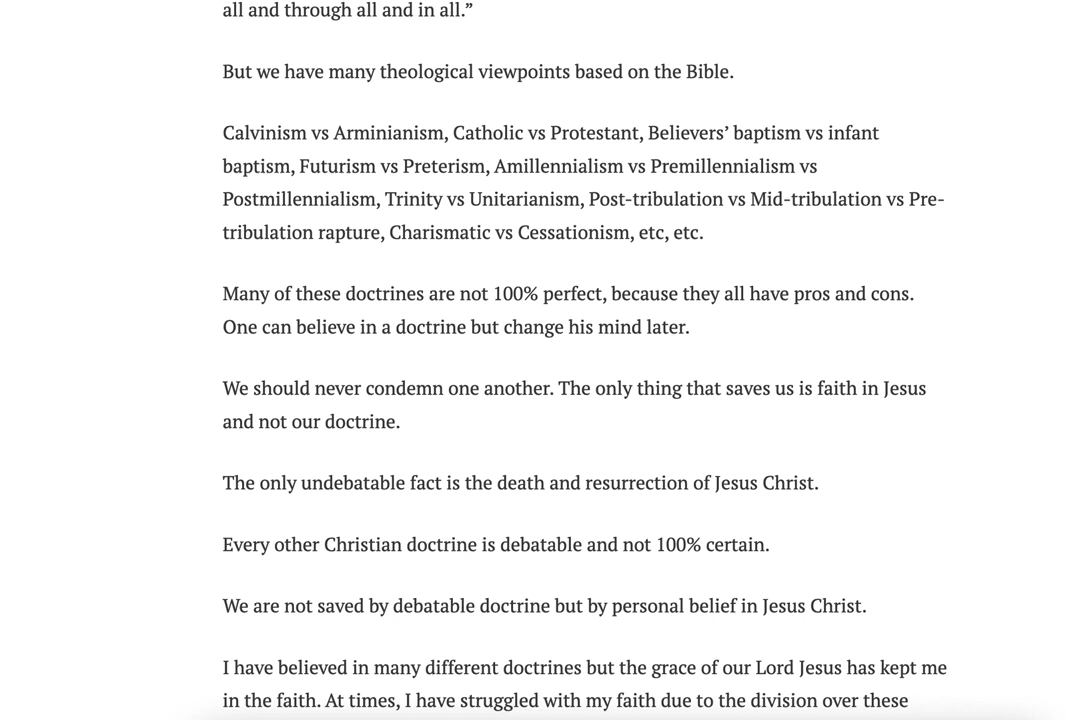 all and through all and in all.”
But we have many theological viewpoints based on the Bible.
Calvinism vs Arminianism, Catholic vs Protestant, Believers’ baptism vs infant
baptism, Futurism vs Preterism, Amillennialism vs Premillennialism vs
Postmillennialism, Trinity vs Unitarianism, Post-tribulation vs Mid-tribulation vs Pre-
tribulation rapture, Charismatic vs Cessationism, etc, etc.
Many of these doctrines are not 100% perfect, because they all have pros and cons.
One can believe in a doctrine but change his mind later.
We should never condemn one another. The only thing that saves us is faith in Jesus
and not our doctrine.
The only undebatable fact is the death and resurrection of Jesus Christ.
Every other Christian doctrine is debatable and not 100% certain.
We are not saved by debatable doctrine but by personal belief in Jesus Christ.
I have believed in many different doctrines but the grace of our Lord Jesus has kept me
in the faith. At times, I have struggled with my faith due to the division over these